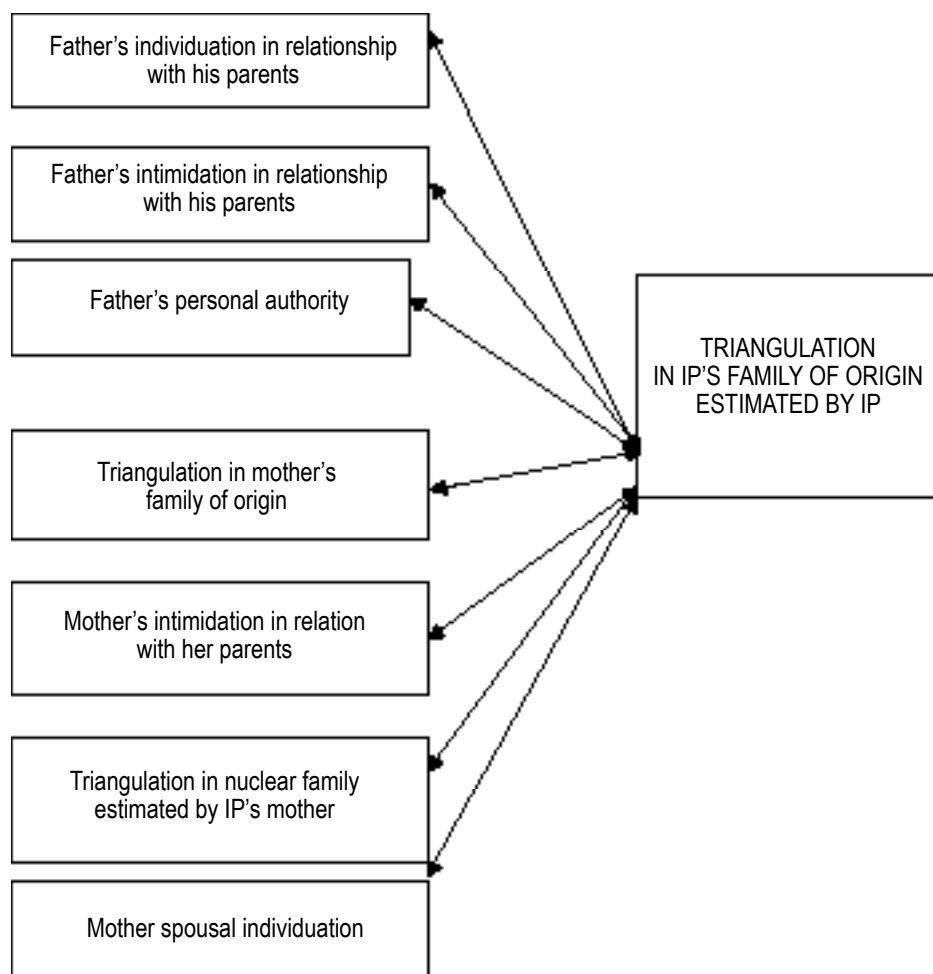 Father’s individuation in relationship
with his parents
Father’s intimidation in relationship
with his parents
Father’s personal authority
TRIANGULATION
IN IP’S FAMILY OF ORIGIN
ESTIMATED BY IP
Triangulation in mother’s
family of origin
Mother’s intimidation in relation
with her parents
Triangulation in nuclear family
estimated by IP’s mother
Mother spousal individuation